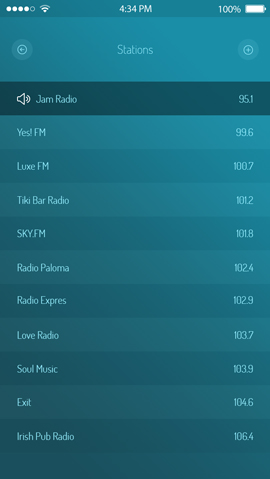 4:34 PM 100%
Stations
Jam Radio 95.1
Yes! FM 99.6
Luxe FM 100.7
Tiki Bar Radio 101.2
SKY.FM 101.8
Radio Paloma 102.4
Radio Expres 102.9
Love Radio 103.7
Soul Music 103.9
Exit 104.6
Irish Pub Radio 106.4